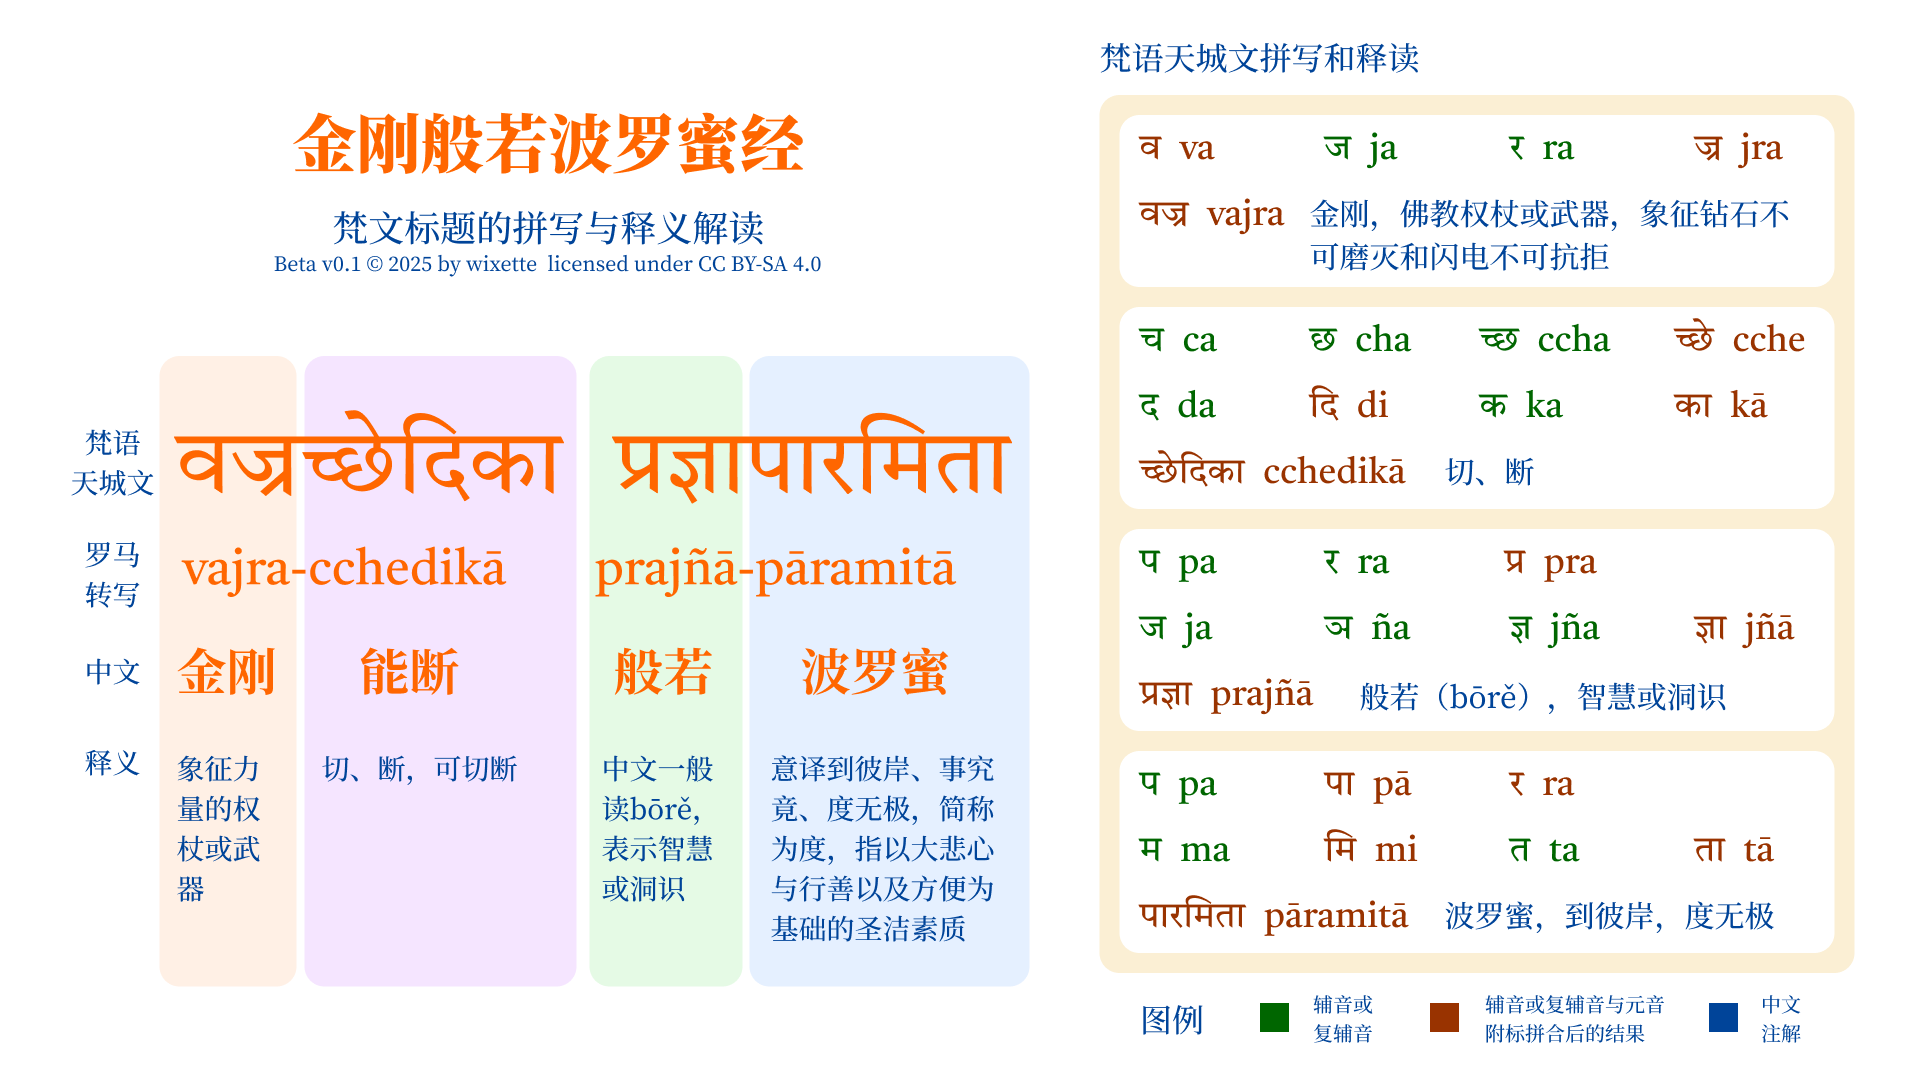 金刚般若波罗蜜经
梵文标题的拼写与释义解读
Beta v0.1 © 2025 by wixette  licensed under CC BY-SA 4.0
梵语
天城文
वज्रच्छेदिका प्रज्ञापारमिता
罗马
转写
vajra-cchedikā prajñā-pāramitā
中文
金刚 能断 般若 波罗蜜
释义
象征力
量的权
杖或武
器
切、断，可切断
中文一般
读bōrě，
表示智慧
或洞识
意译到彼岸、事究
竟、度无极，简称
为度，指以大悲心
与行善以及方便为
基础的圣洁素质
梵语天城文拼写和释读
व va ज ja र ra ज्र jra
वज्र vajra 金刚，佛教权杖或武器，象征钻石不
可磨灭和闪电不可抗拒
च ca छ cha च्छ ccha च्छे cche
द da दि di क ka का kā
च्छेदिका cchedikā 切、断
प pa र ra प्र pra
ज ja ञ ña ज्ञ jña ज्ञा jñā
प्रज्ञा prajñā 般若（bōrě），智慧或洞识
प pa पा pā र ra
म ma मि mi त ta ता tā
पारमिता pāramitā 波罗蜜，到彼岸，度无极
图例
辅音或
复辅音
辅音或复辅音与元音
附标拼合后的结果
中文
注解